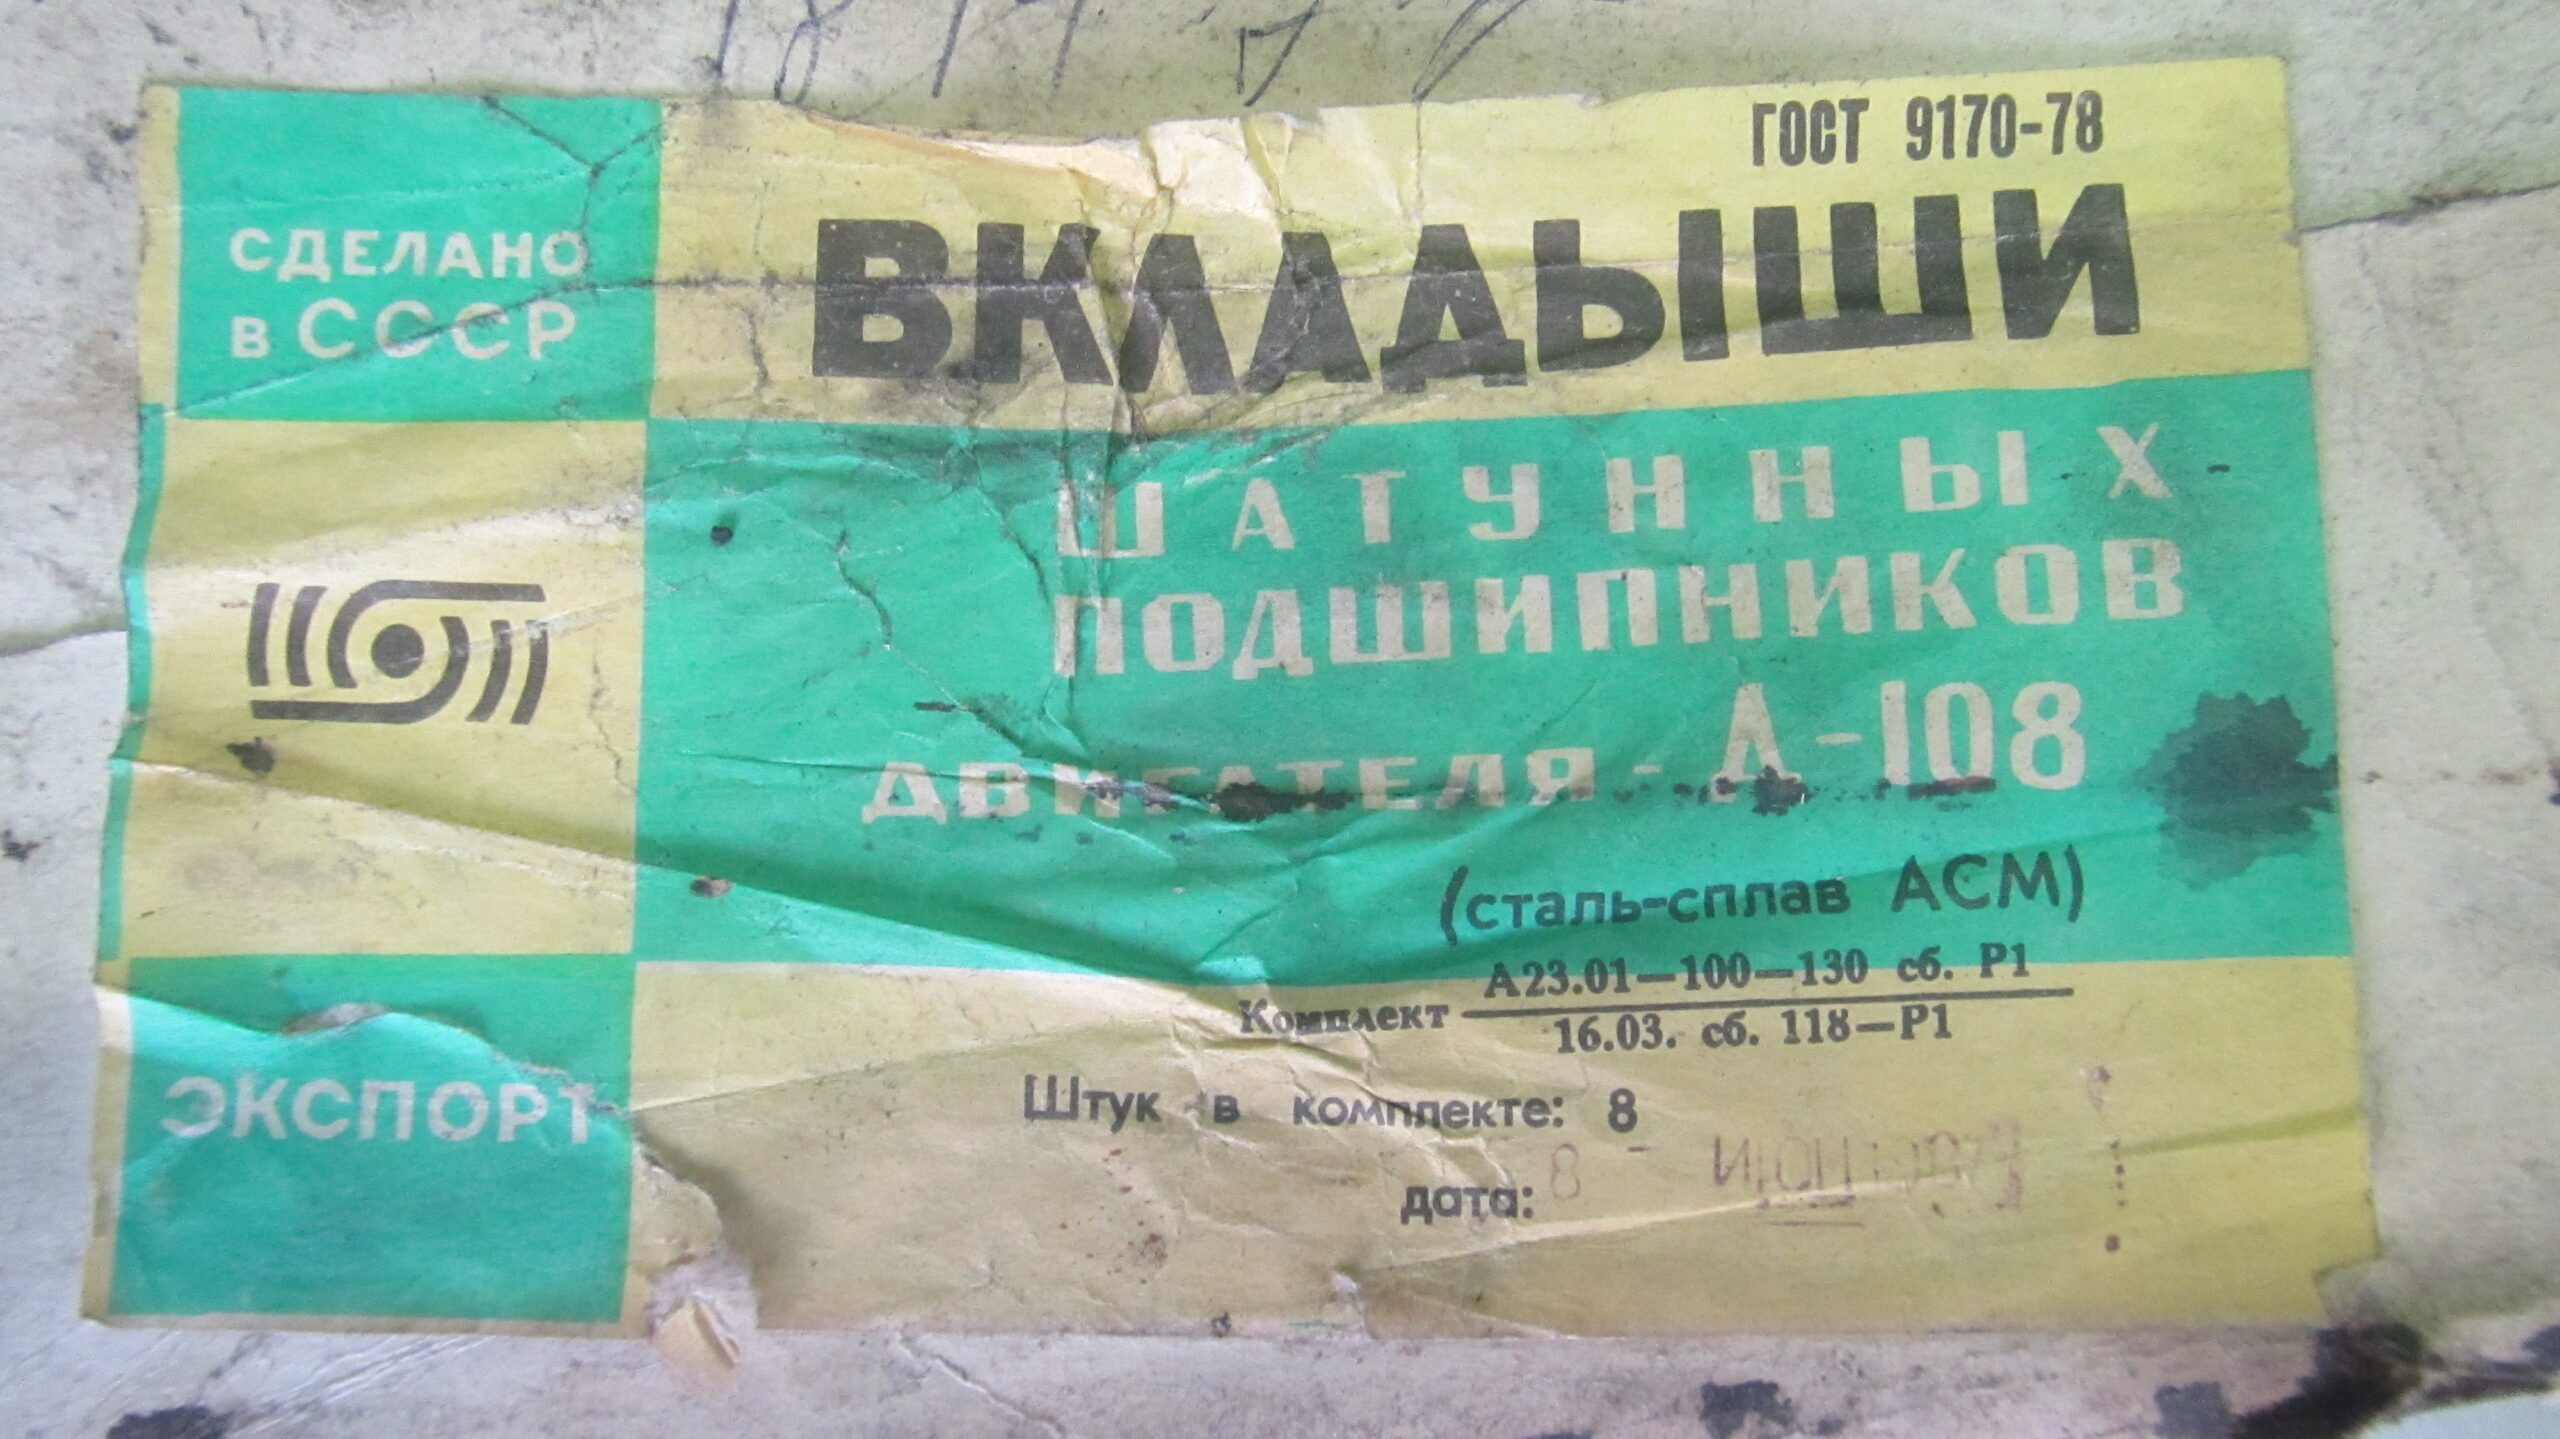 СДЕЛАНО
в СССР
ГОСТ 9170-78
ВКЛАДЫШИ
ШАТУННЫХ
ПОДШИПНИКОВ
ДВИГАТЕЛЯ - Д-108
(сталь-сплав АСМ)
Комплект
А23.01—100—130 сб. Р1
16.03. сб. 118—Р1
ЭКСПОРТ
Штук в комплекте: 8
дата: 8